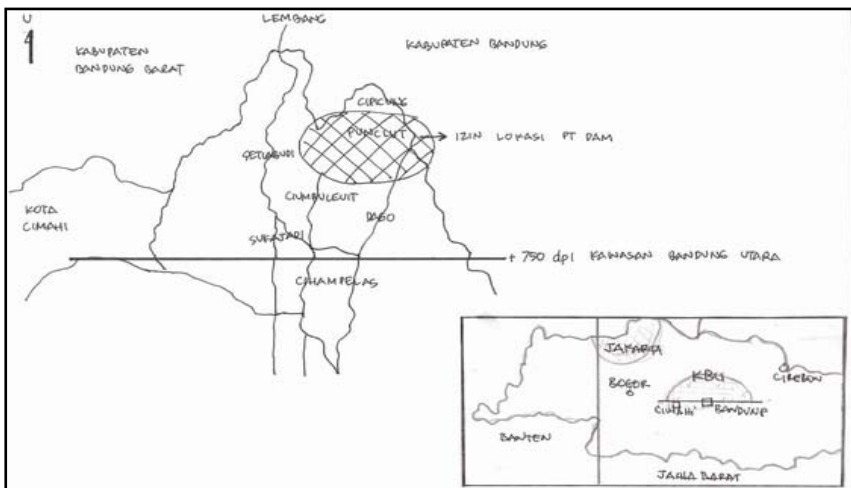 U
LEMBANG
KABUPATEN
BANDUNG BARAT
KABUPATEN BANDUNG
CIPICUNG
PUNCLUT
IZIN LOKASI PT DAM
SETIABUDI
CIUMBULEUIT
KOTA
CIMAHI
DAGO
SUKAJADI
+ 750 dpl KAWASAN BANDUNG UTARA
CIHAMPELAS
JAKARTA
BOGOR
KBU
CIREBON
CIMAHI
BANDUNG
BANTEN
JAWA BARAT